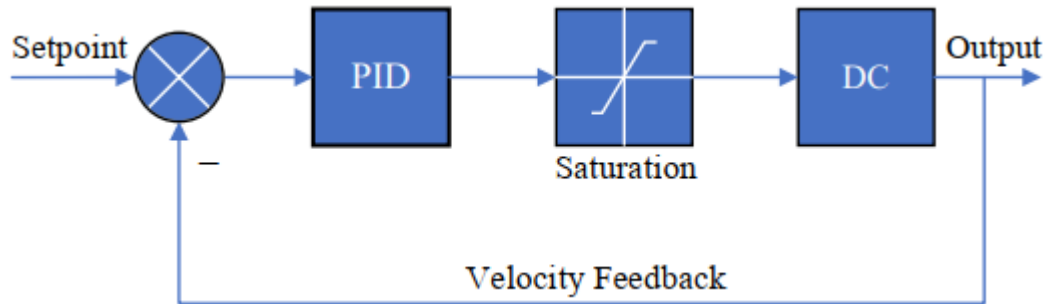 Setpoint
PID
Saturation
DC
Output
–
Velocity Feedback